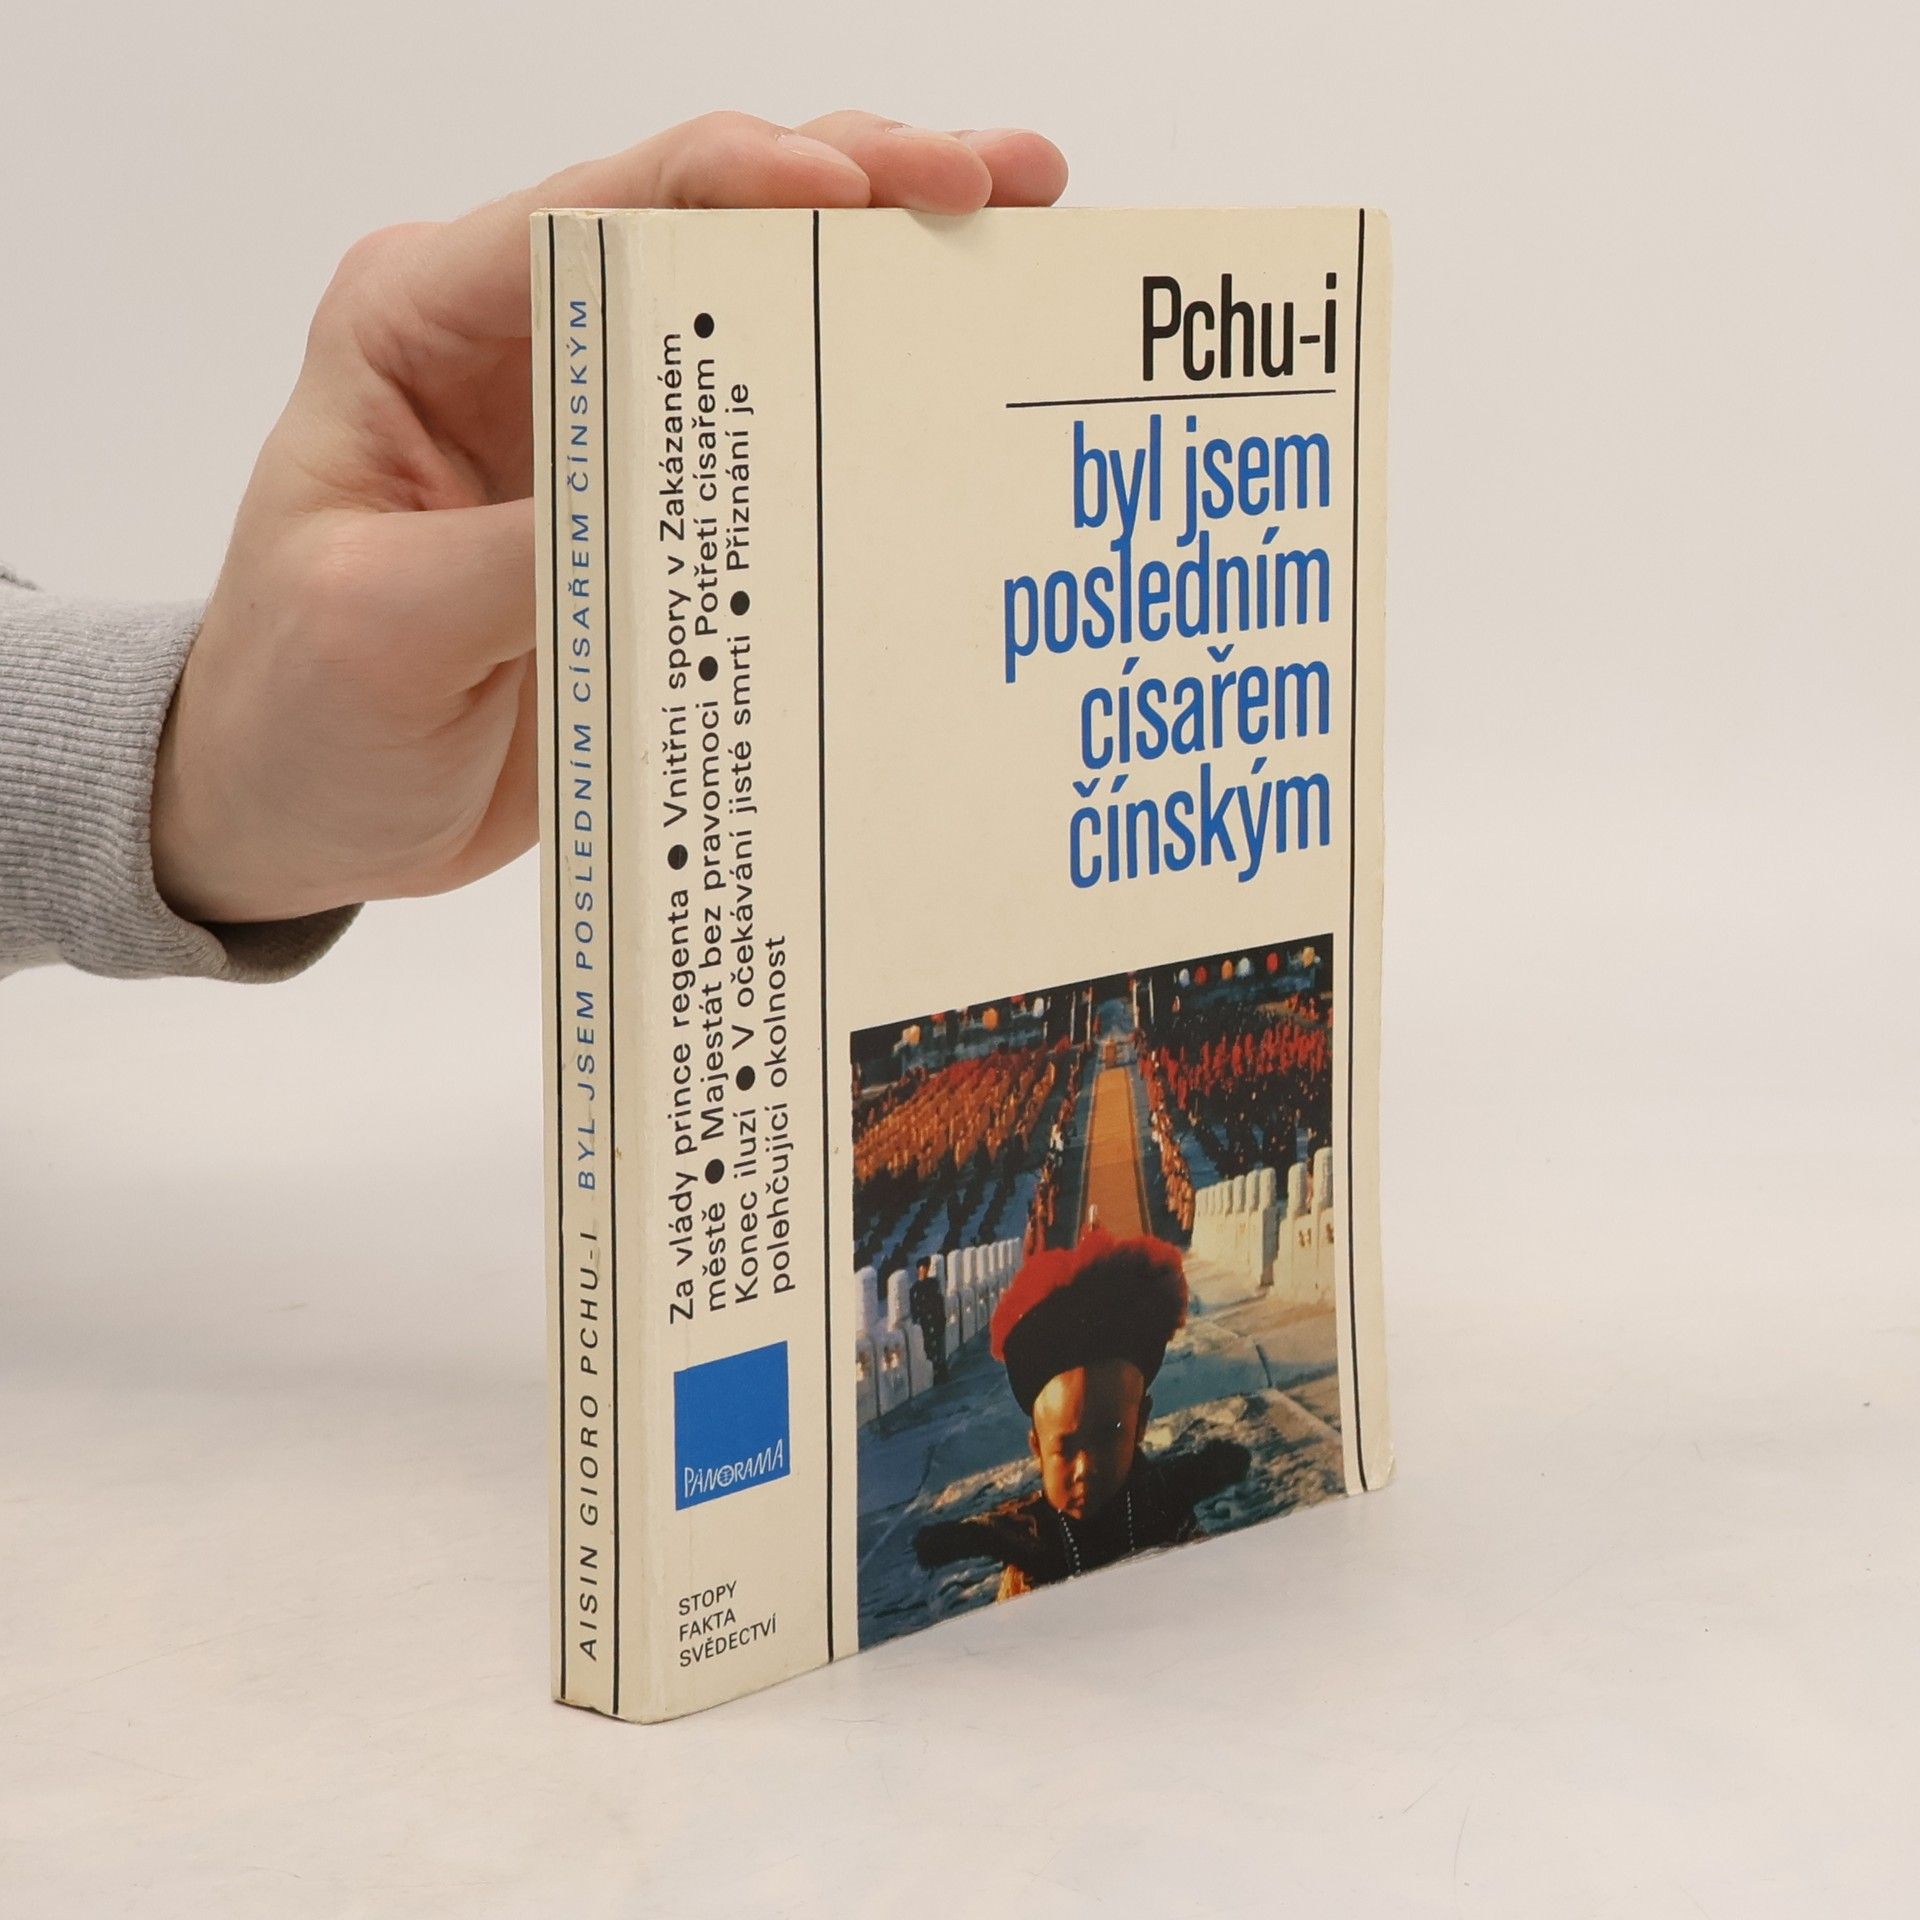 AISIN GIORO PCHU-I BYL JSEM POSLEDNÍM CÍSAŘEM ČÍNSKÝM
Za vlády prince regenta ● Vnitřní spory v Zakázaném
městě ● Majestát bez pravomoci ● Potřetí císařem ●
Konec iluzí ● V očekávání jisté smrti ● Přiznání je
polehčující okolnost
PANORAMA
STOPY
FAKTA
SVĚDECTVÍ
Pchu-i
byl jsem
posledním
císařem
čínským